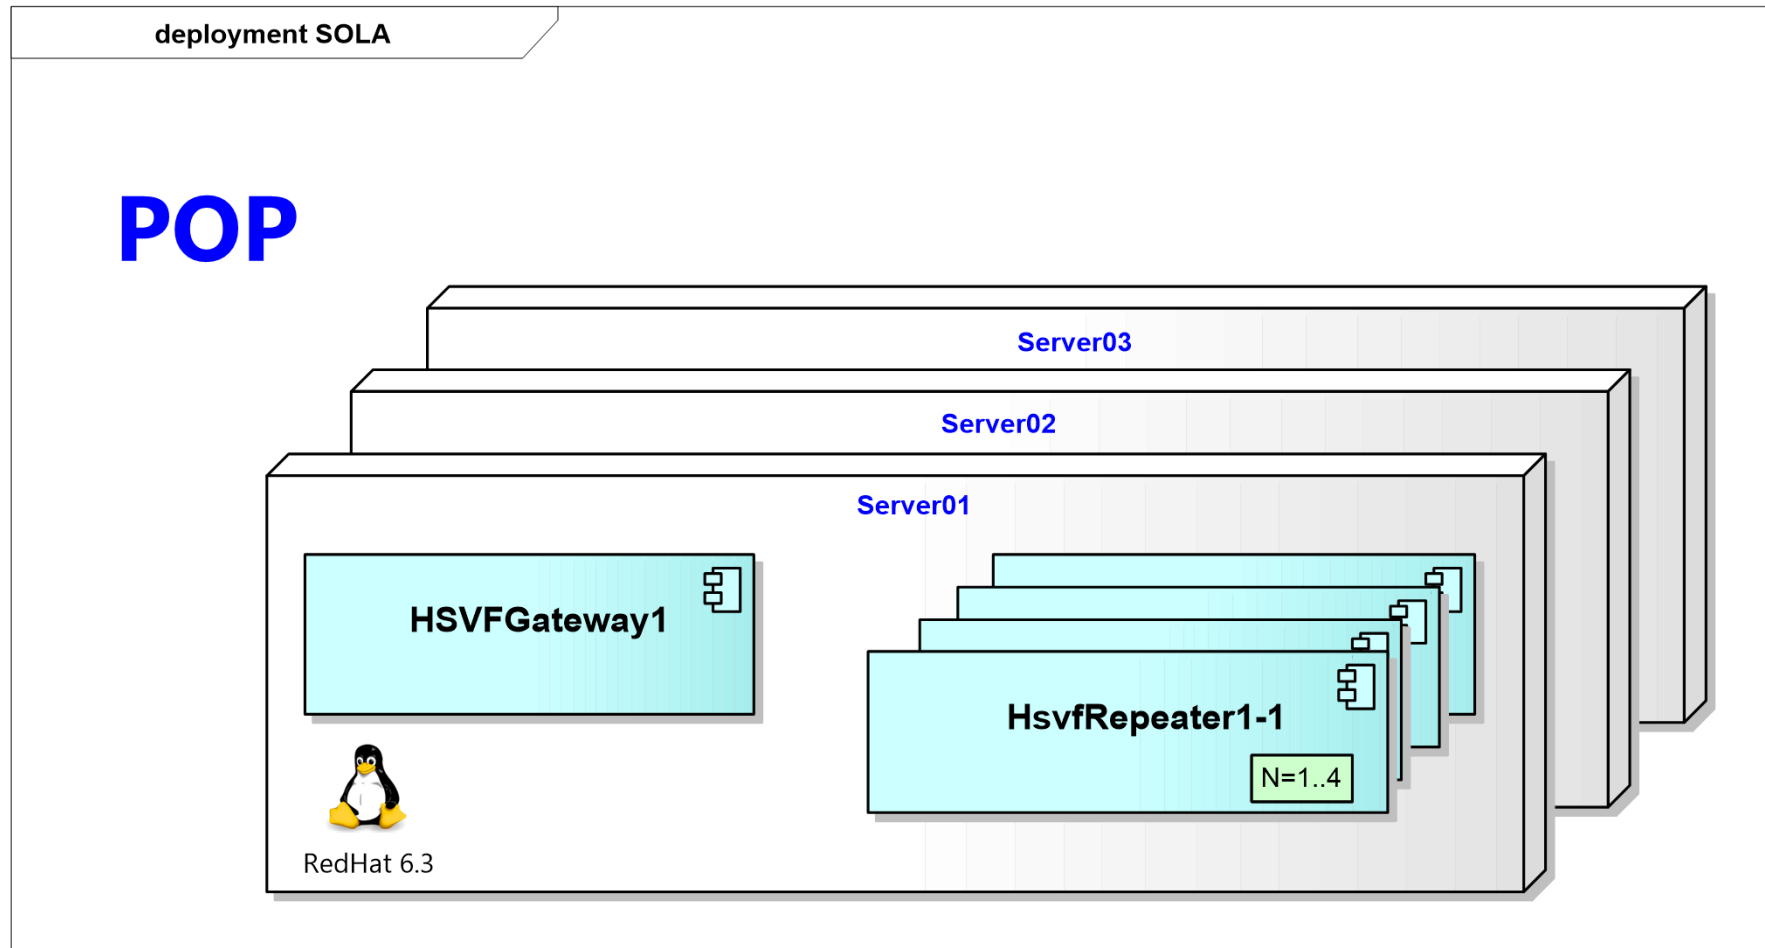 deployment SOLA
POP
Server03
Server02
Server01
HSVFGateway1
HsvfRepeater1-1
N=1..4
RedHat 6.3